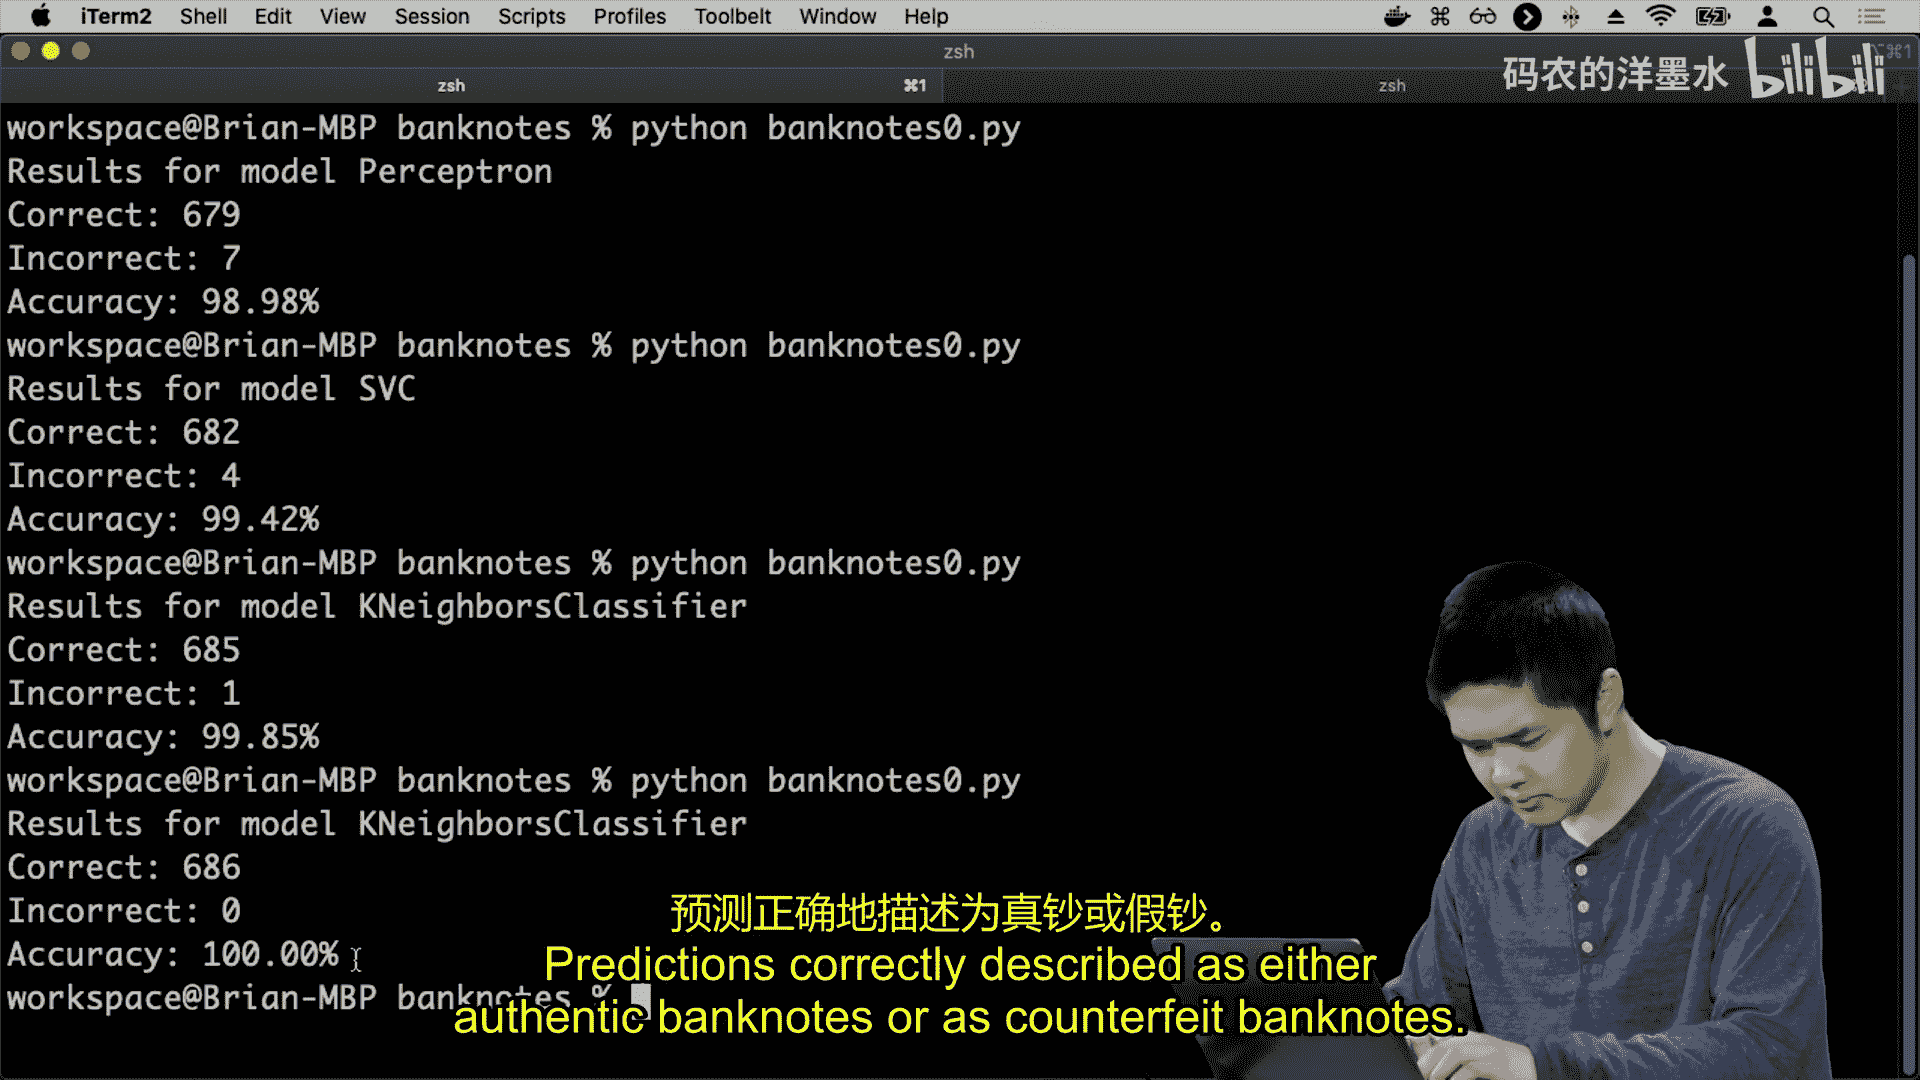 iTerm2 Shell Edit View Session Scripts Profiles Toolbelt Window Help
zsh
⌘1
码农的洋墨水 bilibili
zsh ⌘1 zsh
workspace@Brian-MBP banknotes % python banknotes0.py
Results for model Perceptron
Correct: 679
Incorrect: 7
Accuracy: 98.98%
workspace@Brian-MBP banknotes % python banknotes0.py
Results for model SVC
Correct: 682
Incorrect: 4
Accuracy: 99.42%
workspace@Brian-MBP banknotes % python banknotes0.py
Results for model KNeighborsClassifier
Correct: 685
Incorrect: 1
Accuracy: 99.85%
workspace@Brian-MBP banknotes % python banknotes0.py
Results for model KNeighborsClassifier
Correct: 686
Incorrect: 0
Accuracy: 100.00%
workspace@Brian-MBP banknotes %
预测正确地描述为真钞或假钞。
Predictions correctly described as either
authentic banknotes or as counterfeit banknotes.